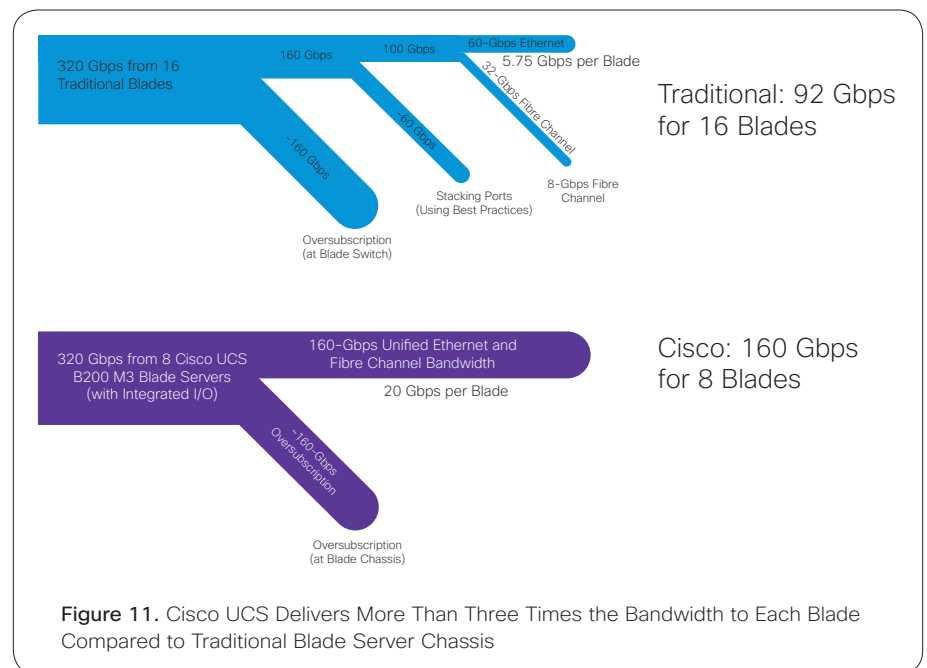 320 Gbps from 16
Traditional Blades
160 Gbps
100 Gbps
60-Gbps Ethernet
5.75 Gbps per Blade
32-Gbps Fibre Channel
~60 Gbps
~160 Gbps
8-Gbps Fibre
Channel
Stacking Ports
(Using Best Practices)
Oversubscription
(at Blade Switch)
Traditional: 92 Gbps
for 16 Blades
320 Gbps from 8 Cisco UCS
B200 M3 Blade Servers
(with Integrated I/O)
160-Gbps Unified Ethernet and
Fibre Channel Bandwidth
20 Gbps per Blade
~160-Gbps
Oversubscription
Oversubscription
(at Blade Chassis)
Cisco: 160 Gbps
for 8 Blades
Figure 11. Cisco UCS Delivers More Than Three Times the Bandwidth to Each Blade
Compared to Traditional Blade Server Chassis